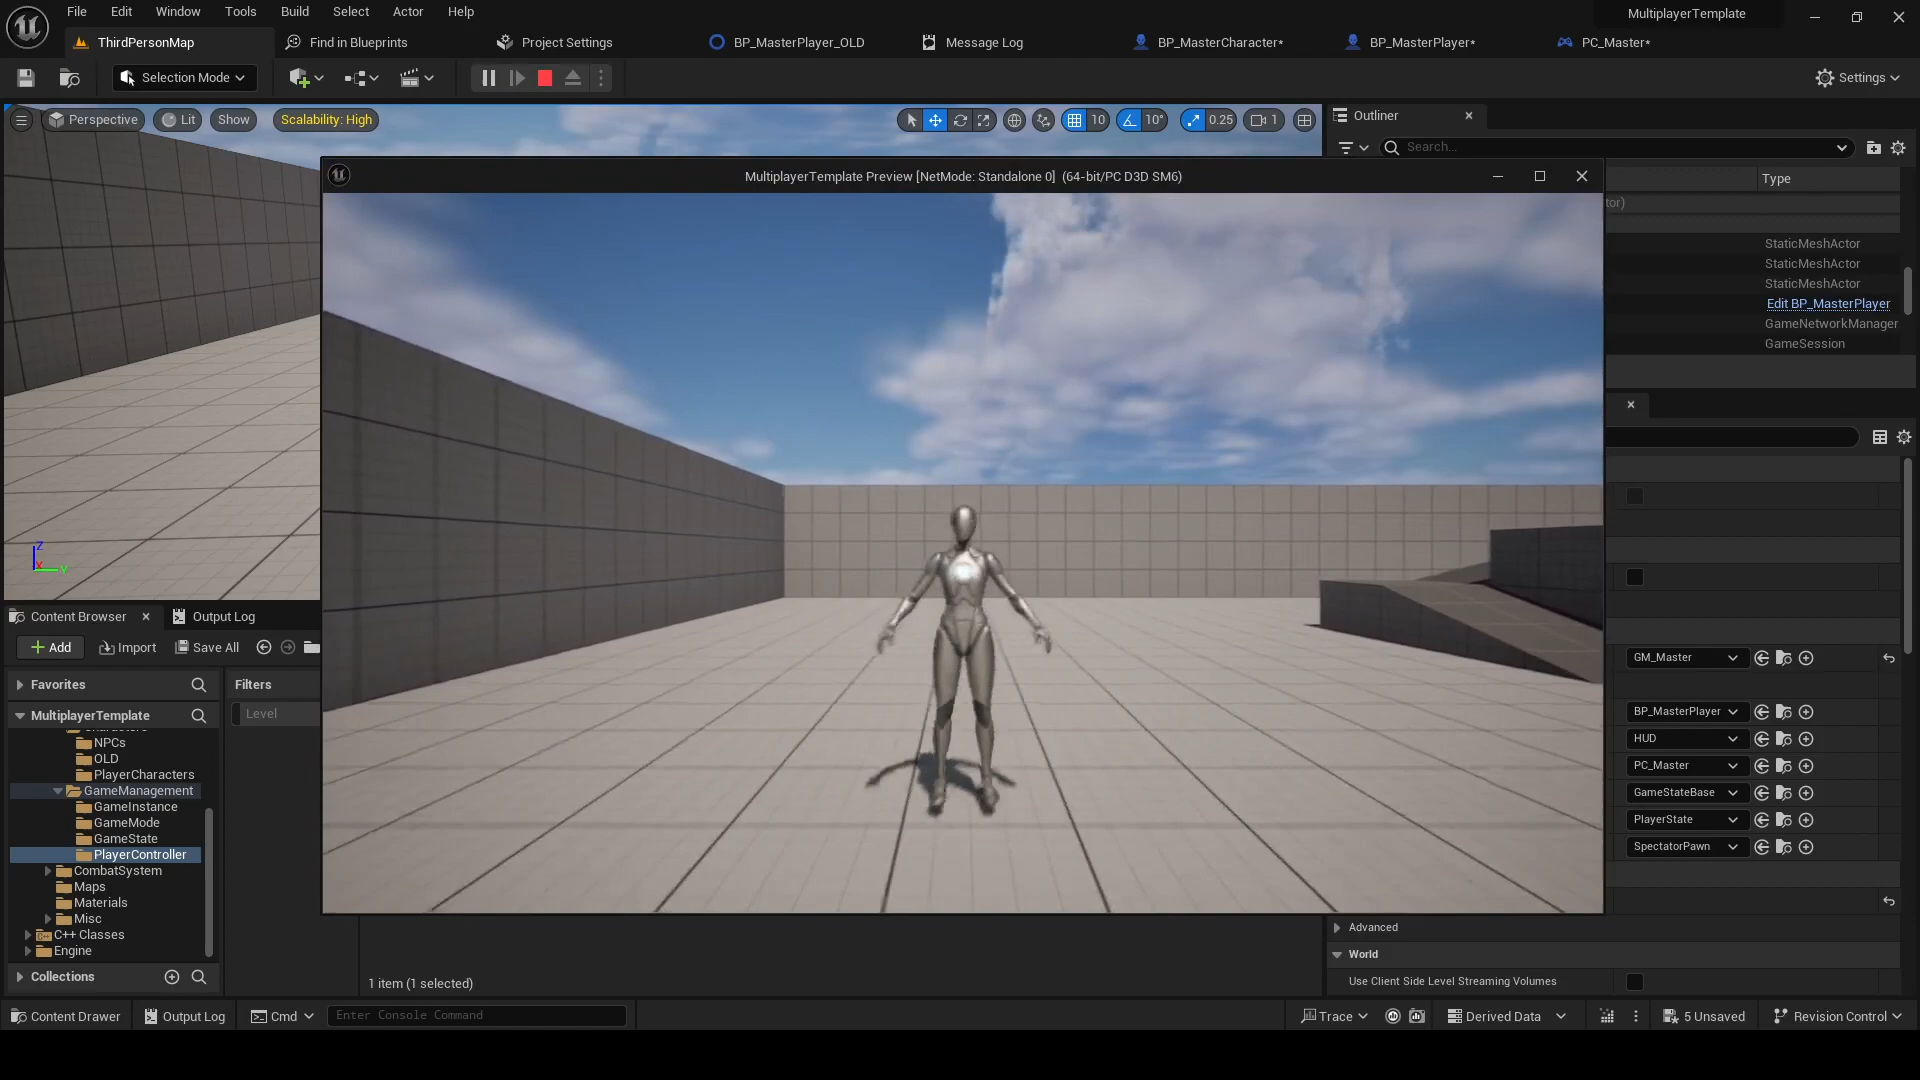 File Edit Window Tools Build Select Actor Help
MultiplayerTemplate
ThirdPersonMap
Find in Blueprints
Project Settings
BP_MasterPlayer_OLD
Message Log
BP_MasterCharacter*
BP_MasterPlayer*
PC_Master*
Selection Mode
Settings
Perspective
Lit
Show
Scalability: High
10
10°
0.25
1
Outliner
Search...
Type
tor)
StaticMeshActor
StaticMeshActor
StaticMeshActor
Edit BP_MasterPlayer
GameNetworkManager
GameSession
MultiplayerTemplate Preview [NetMode: Standalone 0] (64-bit/PC D3D SM6)
Z
X
Y
Content Browser
Output Log
Add
Import
Save All
Favorites
Filters
MultiplayerTemplate
Level
NPCs
OLD
PlayerCharacters
GameManagement
GameInstance
GameMode
GameState
PlayerController
CombatSystem
Maps
Materials
Misc
C++ Classes
Engine
Collections
1 item (1 selected)
GM_Master
BP_MasterPlayer
HUD
PC_Master
GameStateBase
PlayerState
SpectatorPawn
Advanced
World
Use Client Side Level Streaming Volumes
Content Drawer
Output Log
Cmd
Enter Console Command
Trace
Derived Data
5 Unsaved
Revision Control